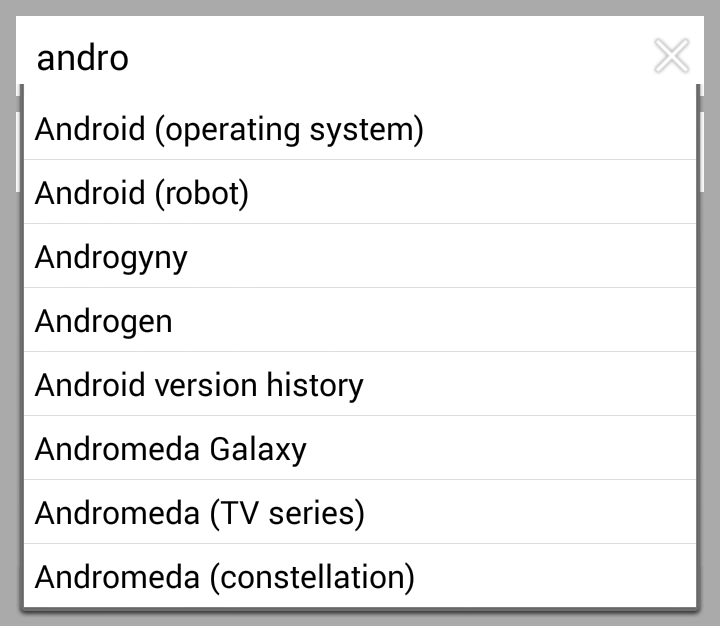 andro
Android (operating system)
Android (robot)
Androgyny
Androgen
Android version history
Andromeda Galaxy
Andromeda (TV series)
Andromeda (constellation)